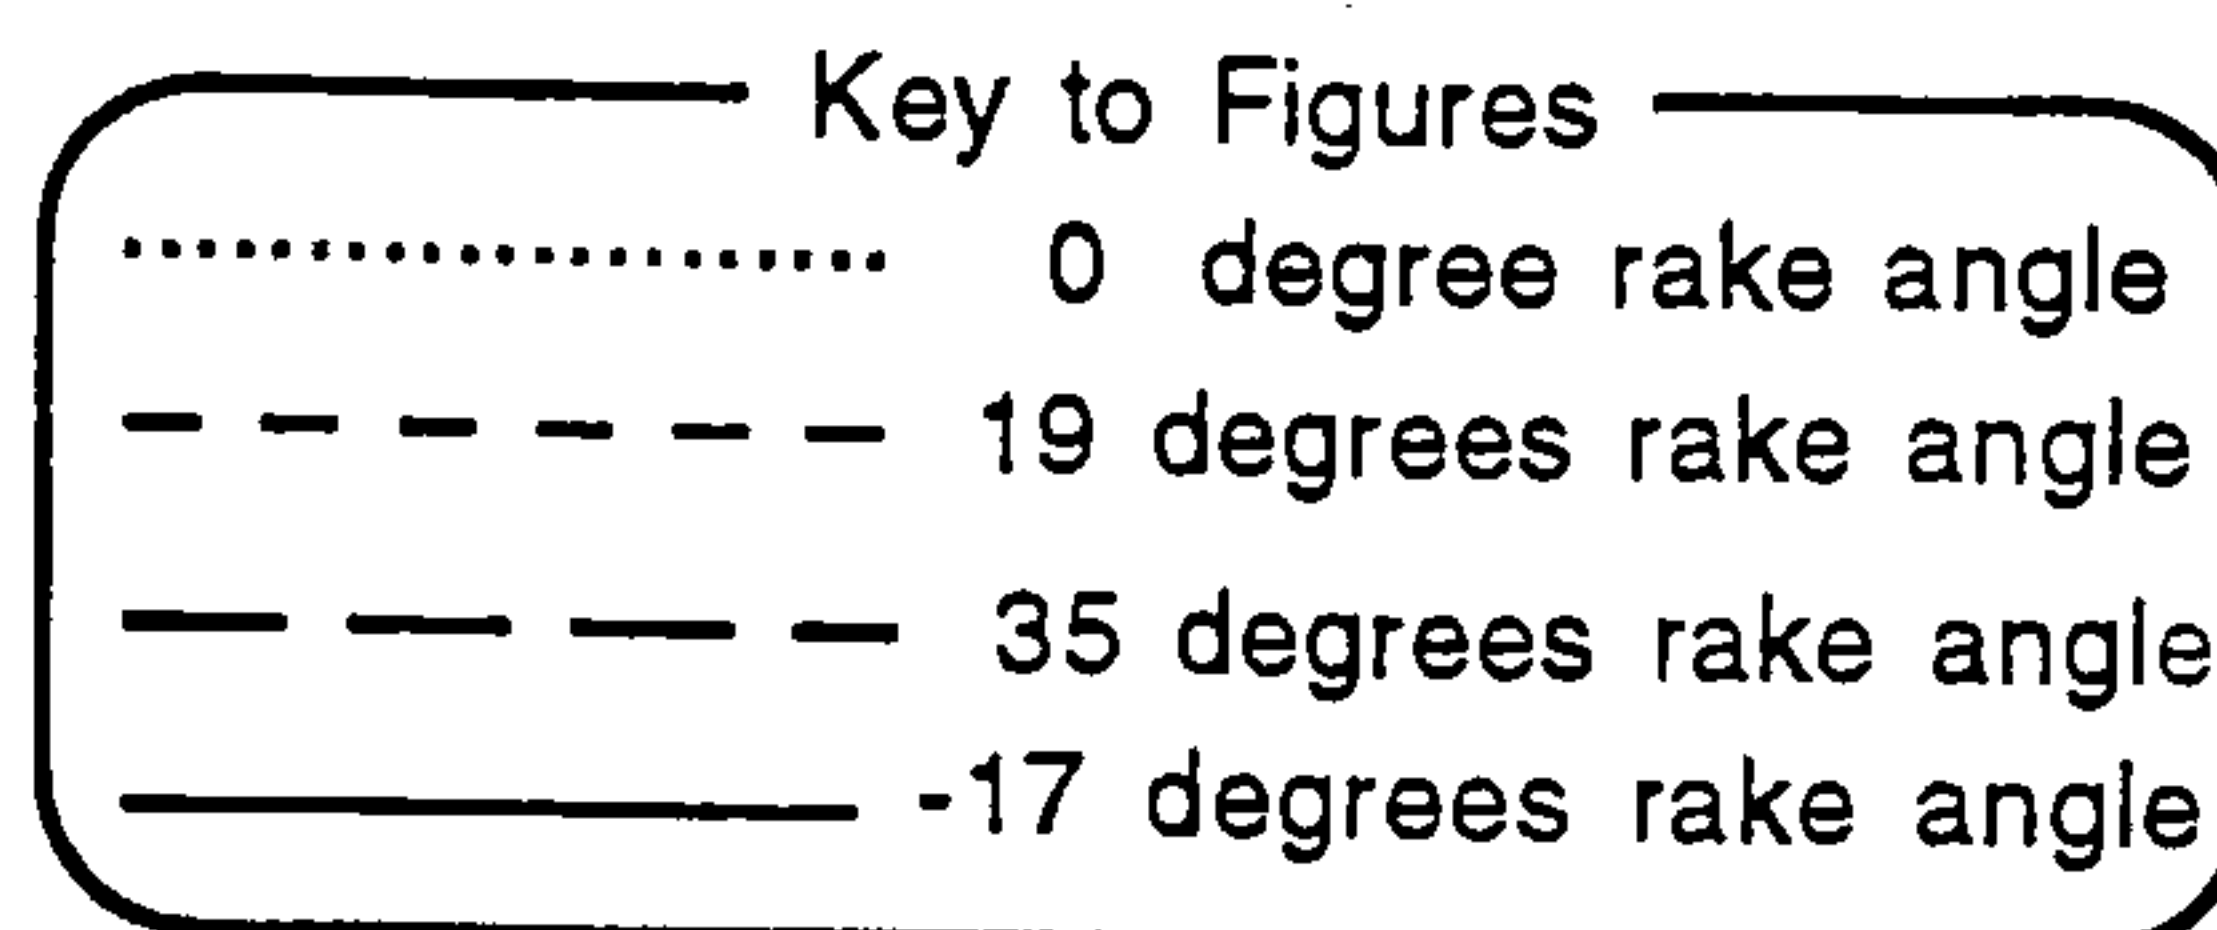 Key to Figures
0 degree rake angle
19 degrees rake angle
35 degrees rake angle
-17 degrees rake angle